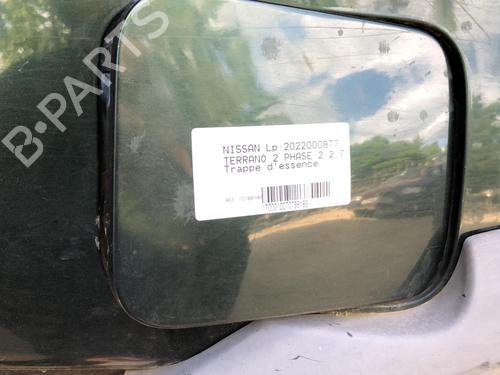 B-PARTS
NISSAN Lp:2022000877
TERRANO 2 PHASE 2 2.7
Trappe d'essence